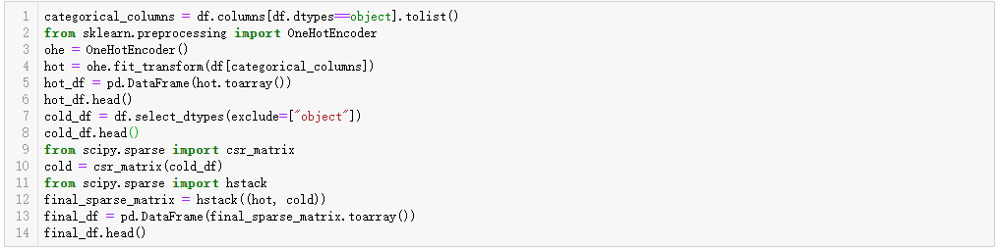 1 categorical_columns = df.columns[df.dtypes==object].tolist()
2 from sklearn.preprocessing import OneHotEncoder
3 ohe = OneHotEncoder()
4 hot = ohe.fit_transform(df[categorical_columns])
5 hot_df = pd.DataFrame(hot.toarray())
6 hot_df.head()
7 cold_df = df.select_dtypes(exclude=["object"])
8 cold_df.head()
9 from scipy.sparse import csr_matrix
10 cold = csr_matrix(cold_df)
11 from scipy.sparse import hstack
12 final_sparse_matrix = hstack((hot, cold))
13 final_df = pd.DataFrame(final_sparse_matrix.toarray())
14 final_df.head()